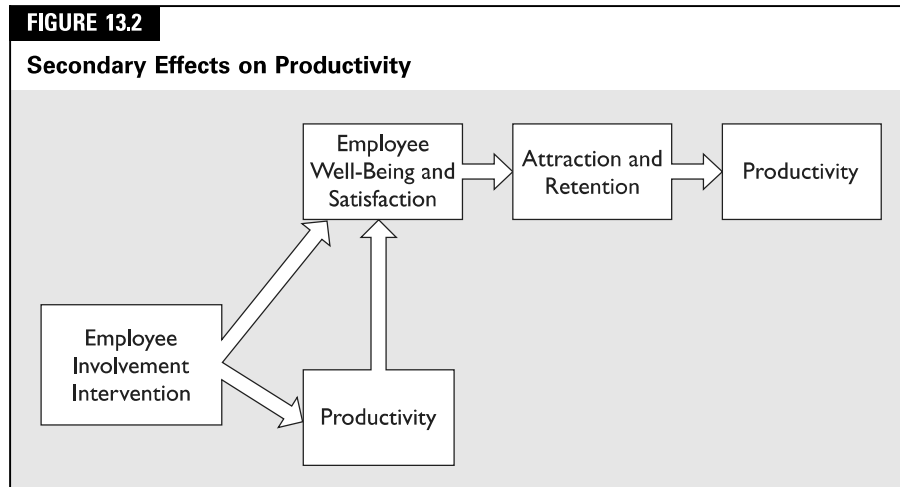 FIGURE 13.2
Secondary Effects on Productivity
Employee
Well-Being and
Satisfaction
Attraction and
Retention
Productivity
Employee
Involvement
Intervention
Productivity